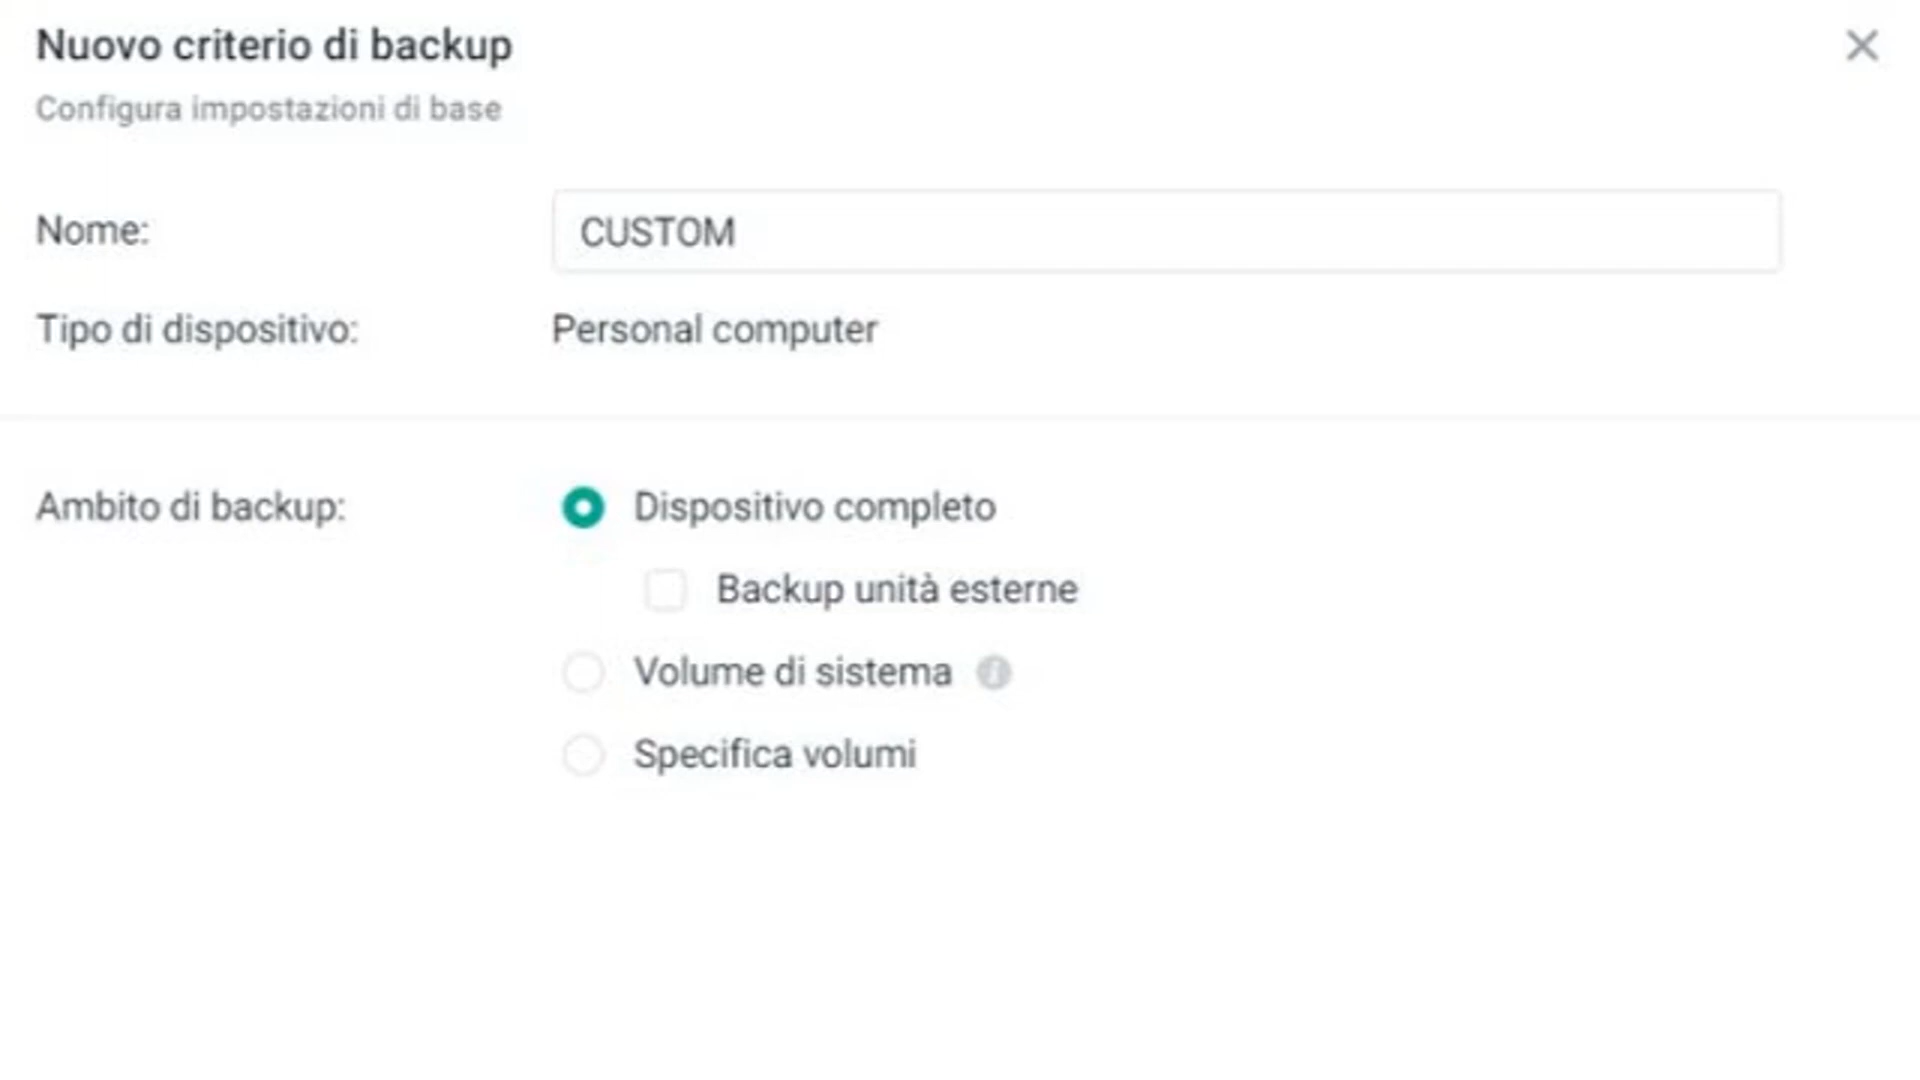 Nuovo criterio di backup
Configura impostazioni di base
Nome: CUSTOM
Tipo di dispositivo: Personal computer
Ambito di backup: Dispositivo completo
Backup unità esterne
Volume di sistema
Specifica volumi